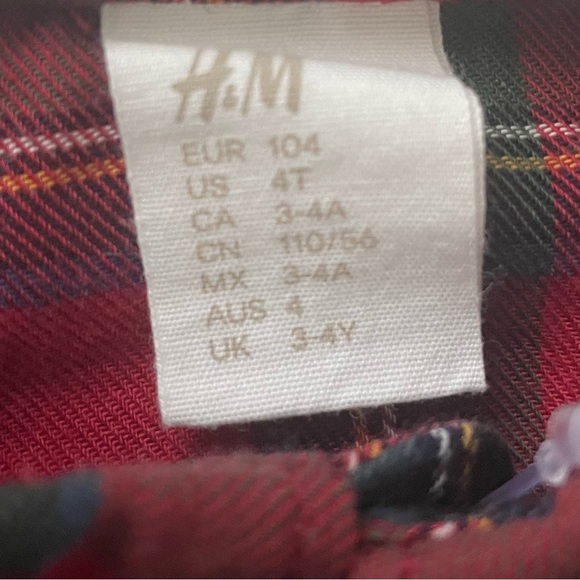 H&M
EUR 104
US 4T
CA 3-4A
CN 110/56
MX 3-4A
AUS 4
UK 3-4Y